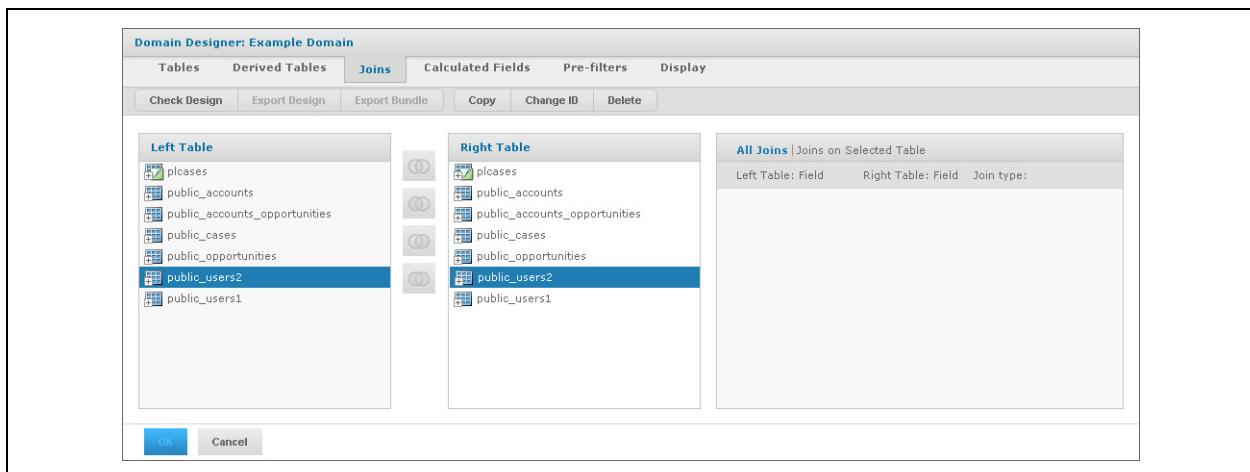 Domain Designer: Example Domain
Tables Derived Tables Joins Calculated Fields Pre-filters Display
Check Design Export Design Export Bundle Copy Change ID Delete
Left Table
plcases
public_accounts
public_accounts_opportunities
public_cases
public_opportunities
public_users2
public_users1
Right Table
plcases
public_accounts
public_accounts_opportunities
public_cases
public_opportunities
public_users2
public_users1
All Joins | Joins on Selected Table
Left Table: Field Right Table: Field Join type:
OK Cancel